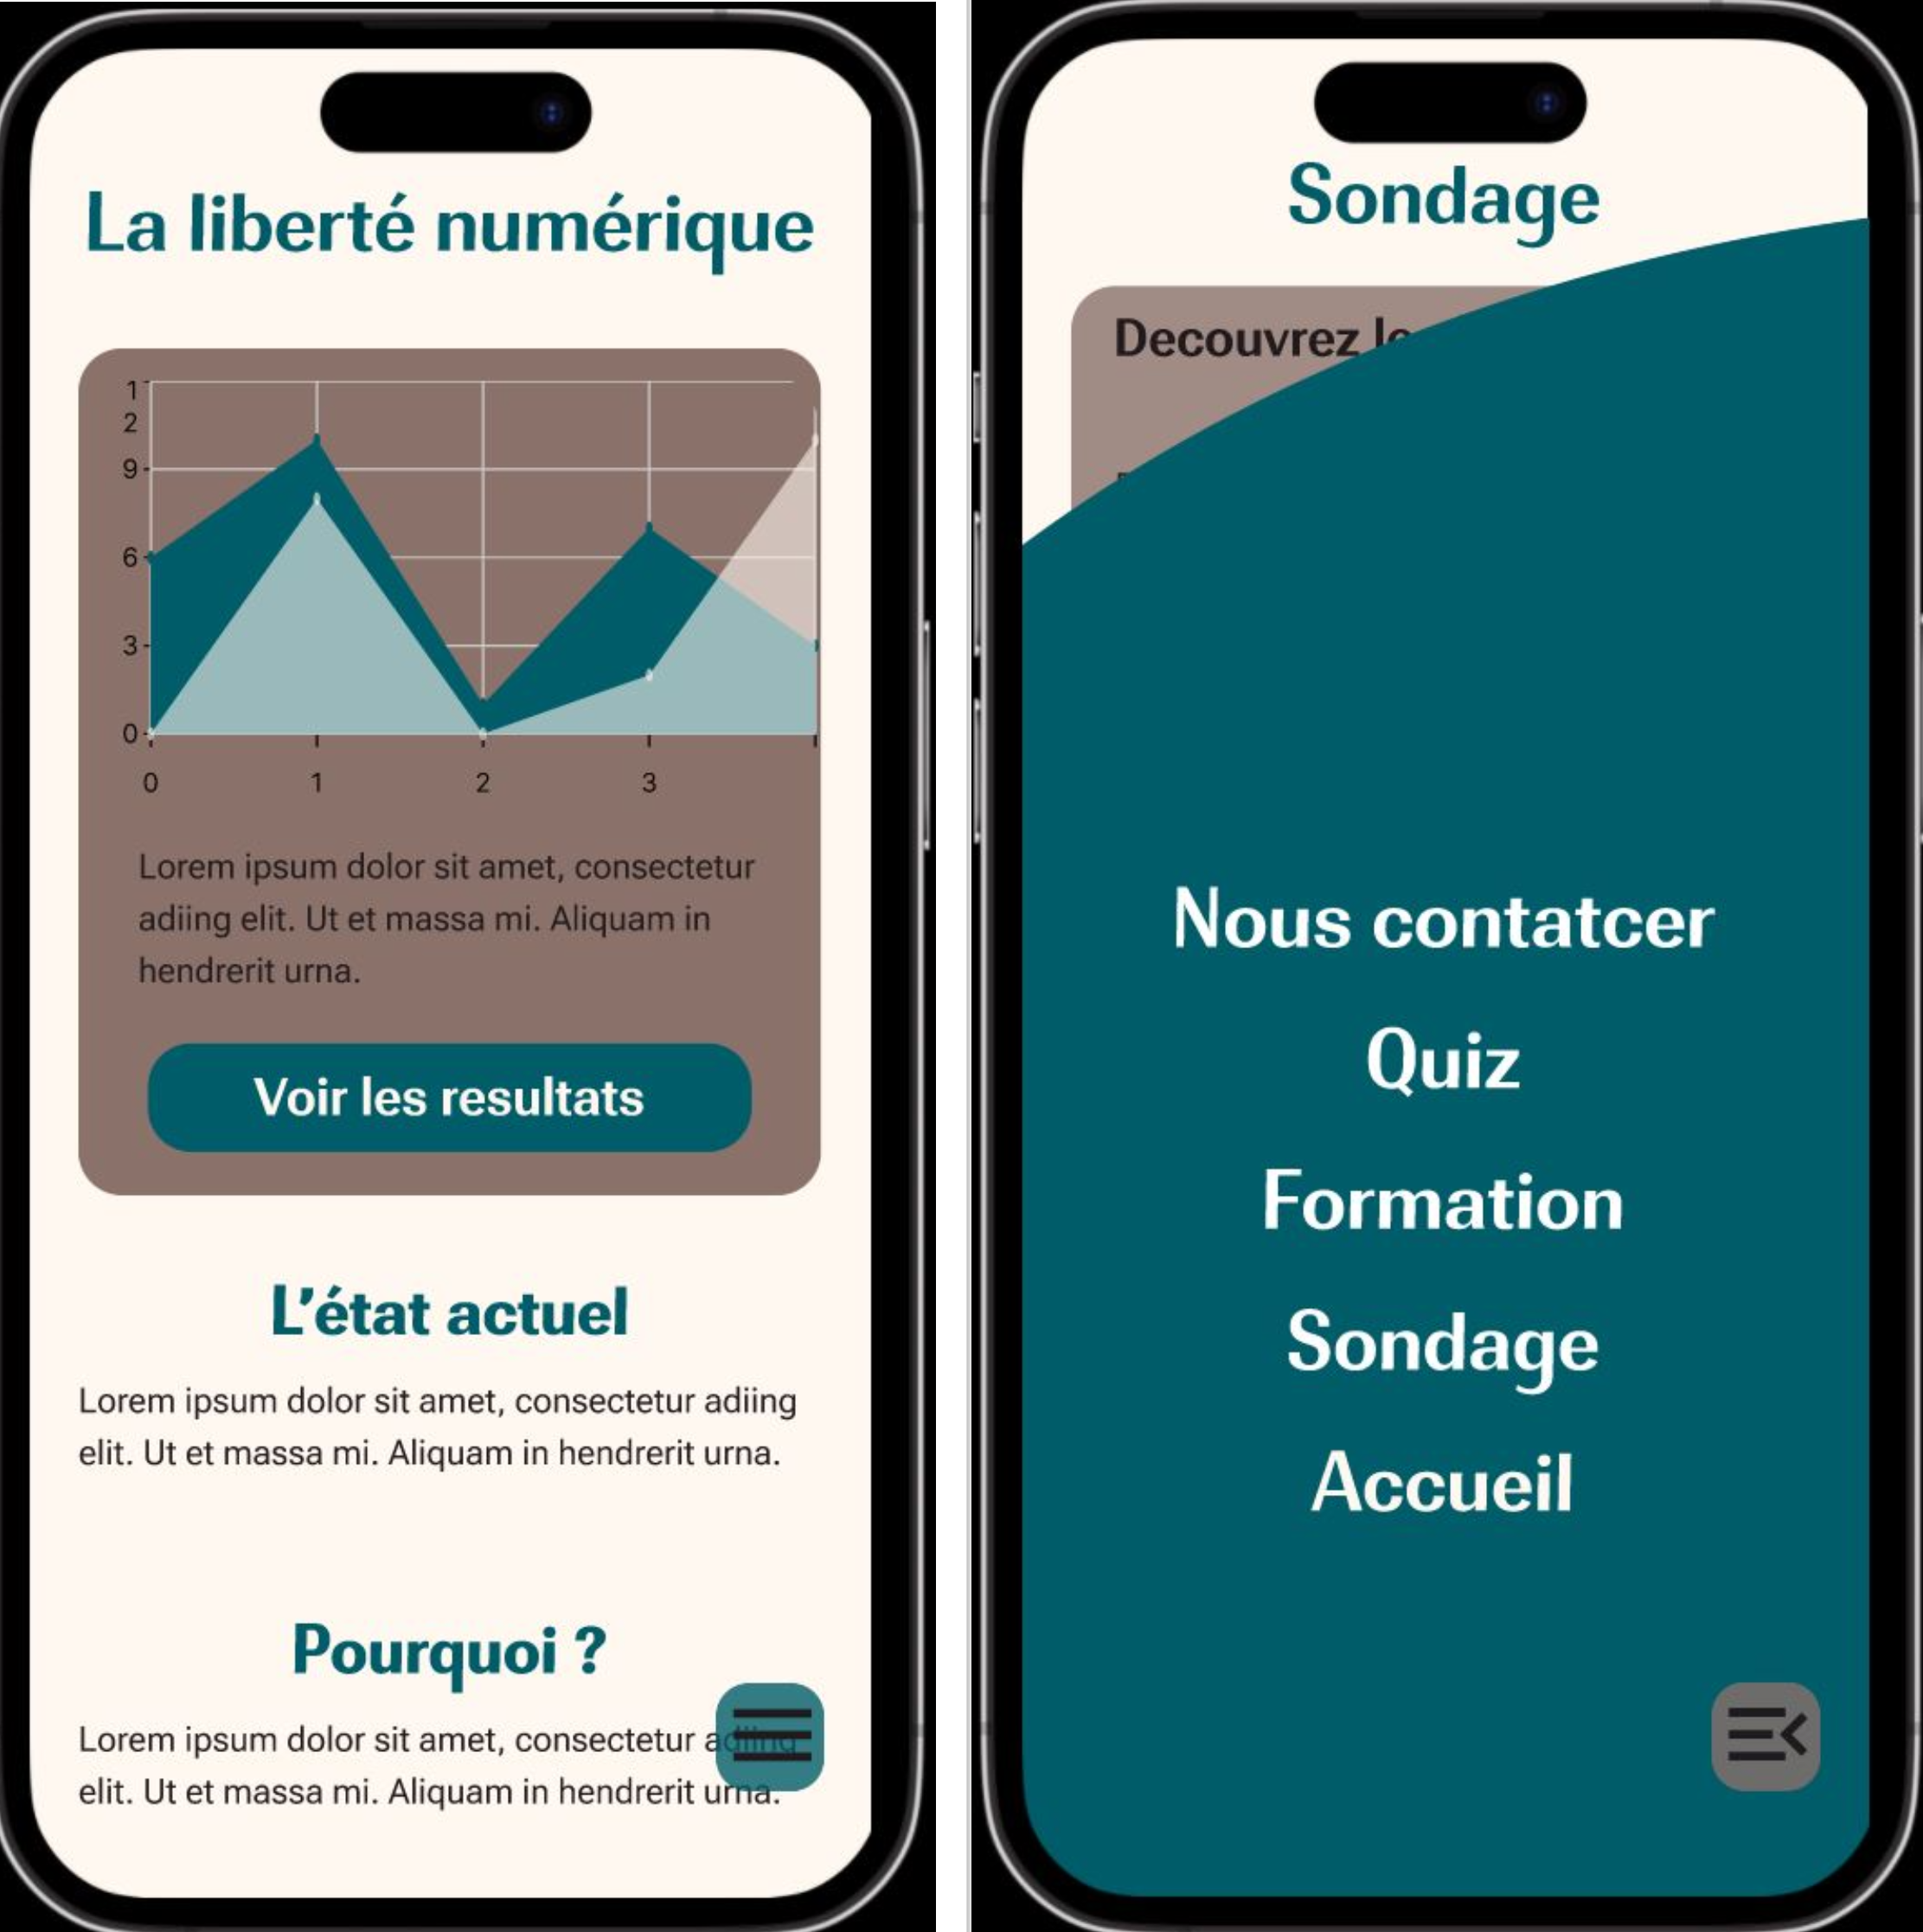 La liberté numérique
1
2
9
6
3
0
0 1 2 3
Lorem ipsum dolor sit amet, consectetur
adiing elit. Ut et massa mi. Aliquam in
hendrerit urna.
Voir les resultats
L’état actuel
Lorem ipsum dolor sit amet, consectetur adiing
elit. Ut et massa mi. Aliquam in hendrerit urna.
Pourquoi ?
Lorem ipsum dolor sit amet, consectetur adiing
elit. Ut et massa mi. Aliquam in hendrerit urna.
Sondage
Decouvrez
Nous contatcer
Quiz
Formation
Sondage
Accueil